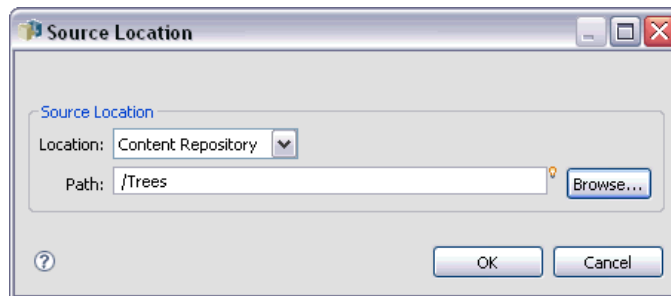 Source Location
Source Location
Location: Content Repository
Path: /Trees Browse...
? OK Cancel